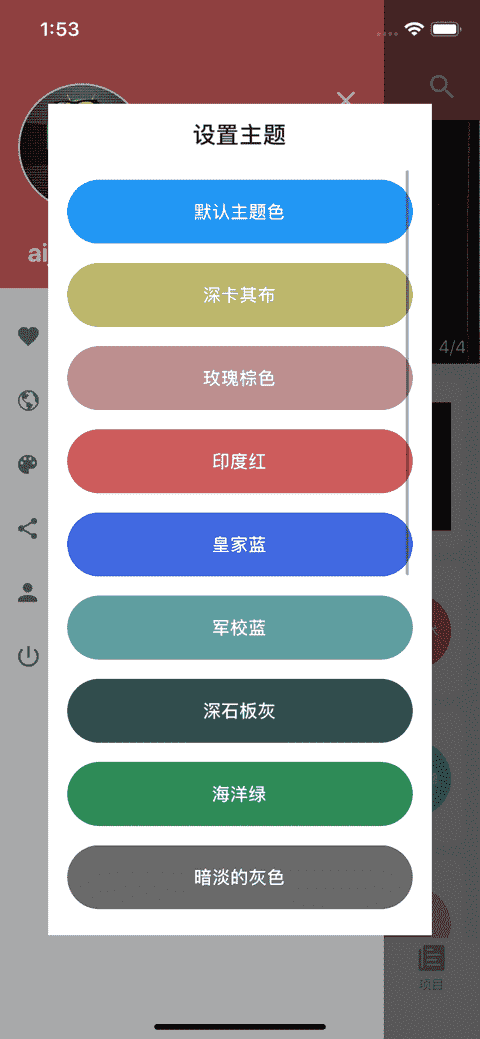 1:53
设置主题
默认主题色
深卡其布
玫瑰棕色
印度红
皇家蓝
军校蓝
深石板灰
海洋绿
暗淡的灰色
4/4
项目